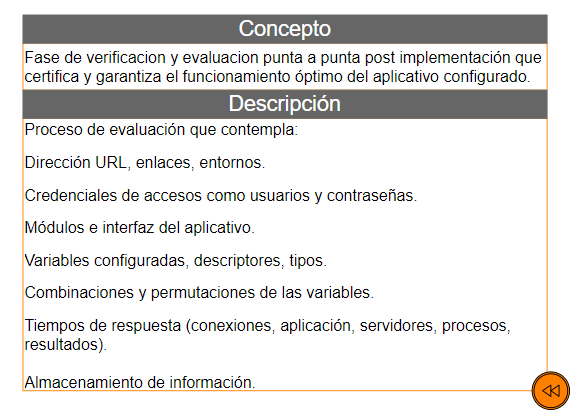 Concepto
Fase de verificacion y evaluacion punta a punta post implementación que
certifica y garantiza el funcionamiento óptimo del aplicativo configurado.
Descripción
Proceso de evaluación que contempla:
Dirección URL, enlaces, entornos.
Credenciales de accesos como usuarios y contraseñas.
Módulos e interfaz del aplicativo.
Variables configuradas, descriptores, tipos.
Combinaciones y permutaciones de las variables.
Tiempos de respuesta (conexiones, aplicación, servidores, procesos,
resultados).
Almacenamiento de información.